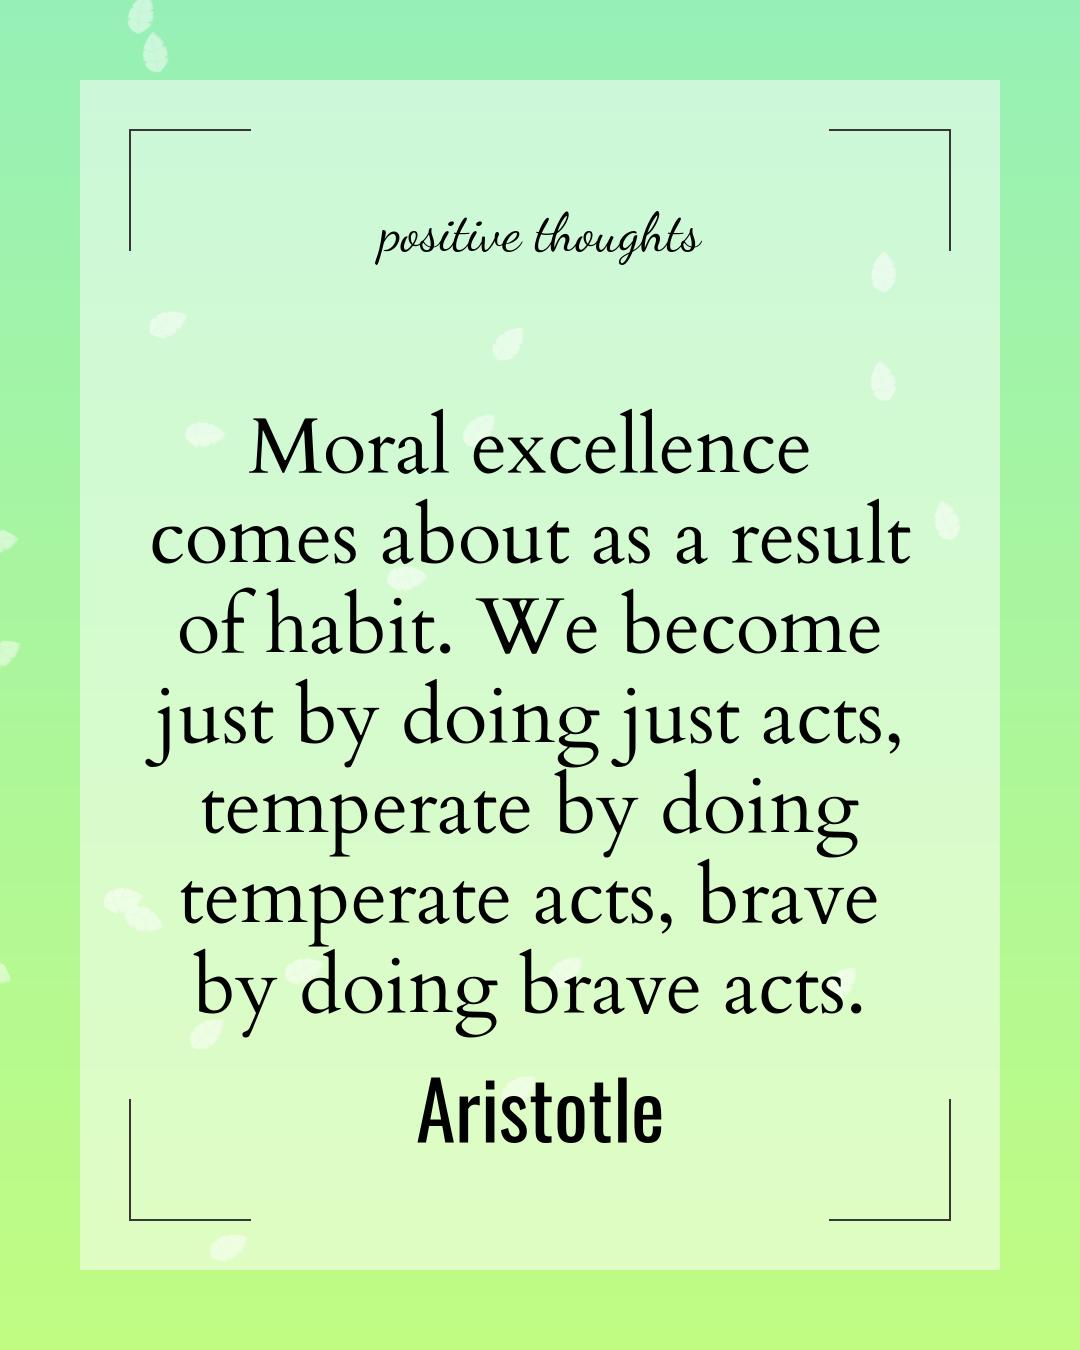 positive thoughts
Moral excellence
comes about as a result
of habit. We become
just by doing just acts,
temperate by doing
temperate acts, brave
by doing brave acts.
Aristotle